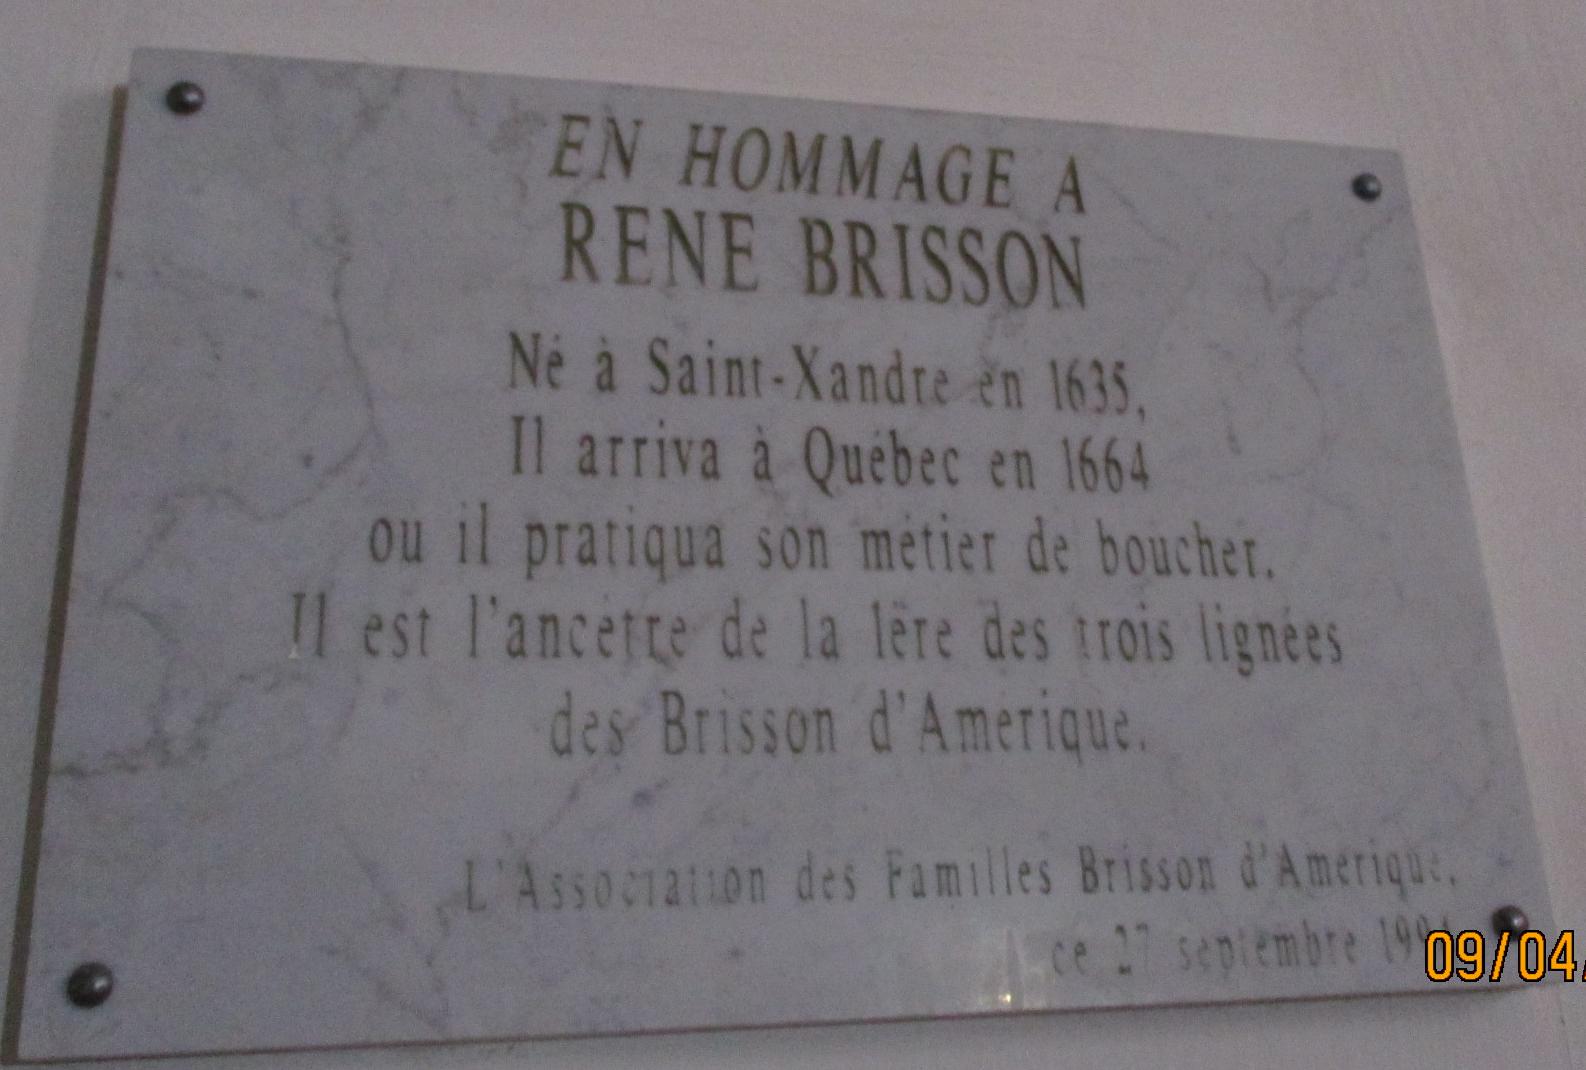 EN HOMMAGE A
RENE BRISSON
Né à Saint-Xandre en 1635,
Il arriva à Québec en 1664
ou il pratiqua son métier de boucher.
Il est l'ancêtre de la 1ère des trois lignées
des Brisson d'Amérique.
L'Association des Familles Brisson d'Amérique.
ce 27 septembre
09/04/